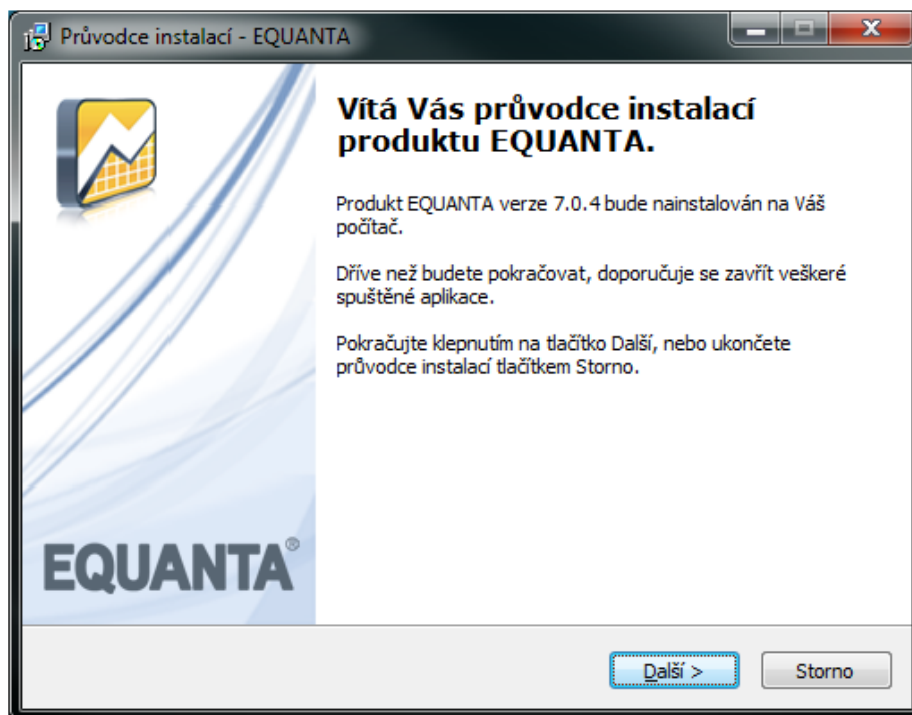 Průvodce instalací - EQUANTA
Vítá Vás průvodce instalací
produktu EQUANTA.
Produkt EQUANTA verze 7.0.4 bude nainstalován na Váš
počítač.
Dříve než budete pokračovat, doporučuje se zavřít veškeré
spuštěné aplikace.
Pokračujte klepnutím na tlačítko Další, nebo ukončete
průvodce instalací tlačítkem Storno.
EQUANTA®
Další >
Storno